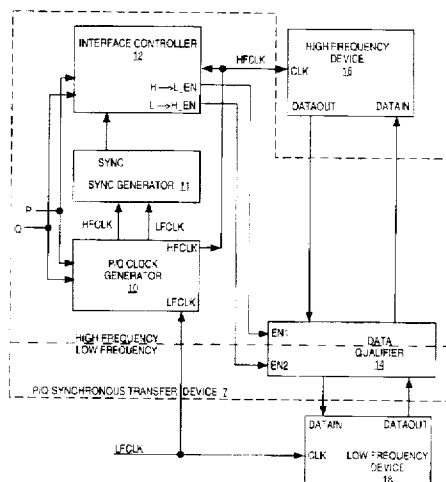 INTERFACE CONTROLLER
12
H→L_EN
L→H_EN
HFCLK
HIGH FREQUENCY
DEVICE
16
CLK
DATAOUT DATAIN
SYNC
SYNC GENERATOR 11
P
Q
HFCLK
LFCLK
HFCLK
P/Q CLOCK
GENERATOR
10
LFCLK
HIGH FREQUENCY
LOW FREQUENCY
EN1
EN2
DATA
QUALIFIER
14
P/Q SYNCHRONOUS TRANSFER DEVICE 7
DATAIN DATAOUT
LFCLK
CLK
LOW FREQUENCY
DEVICE
18